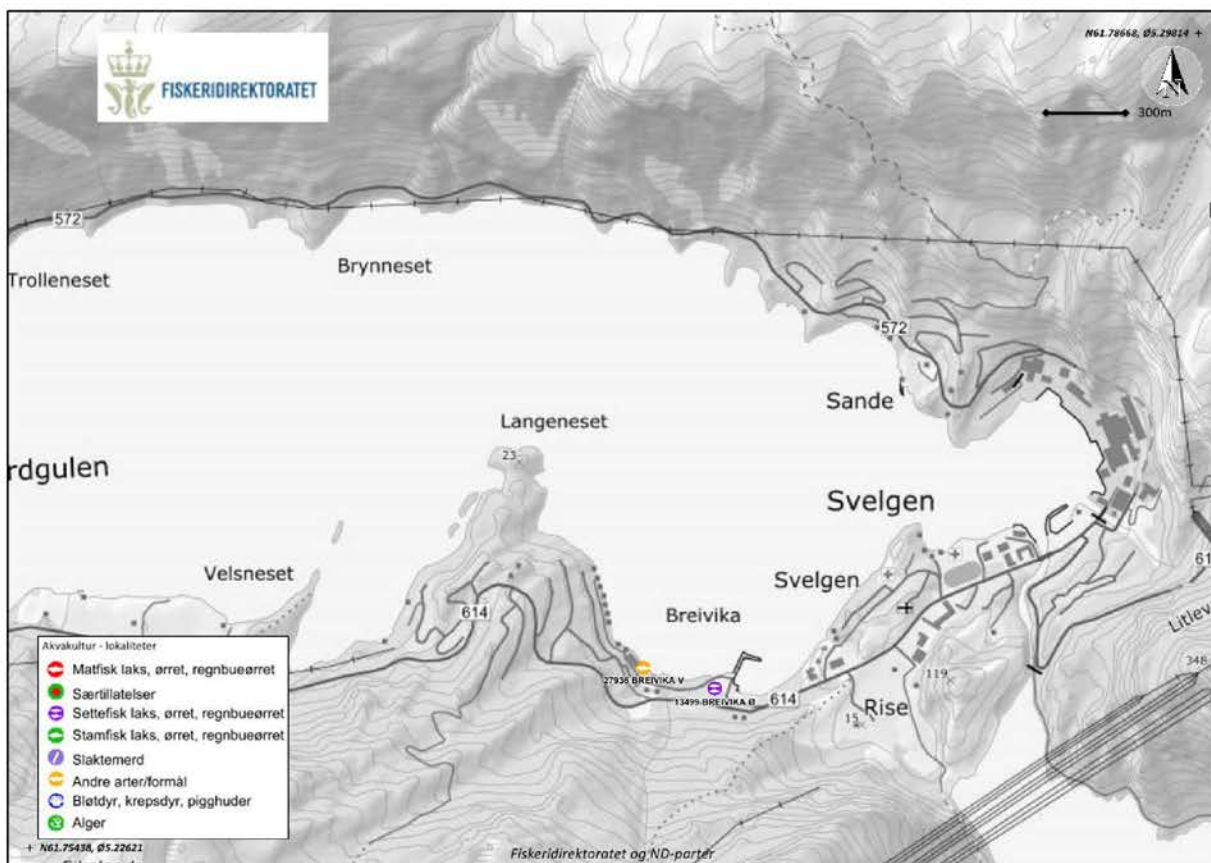 N61.78668, Ø5.29814 +
FISKERIDIREKTORATET
N
300m
572
Trolleneset
Brynneset
572
Sande
Langeneset
23
rdgulen
Svelgen
Velsneset
Svelgen
614
Breivika
Litlev
348
27936 BREIVIKA V
13499-BREIVIKA Ø
614
119
Rise
15
Akvakultur - lokaliteter
Matfisk laks, ørret, regnbueørret
Særtillatelser
Settefisk laks, ørret, regnbueørret
Stamfisk laks, ørret, regnbueørret
Slaktemerd
Andre arter/formål
Bløtdyr, krepsdyr, pigghuder
Alger
+ N61.75438, Ø5.22621
Fiskeridirektoratet og ND-parter